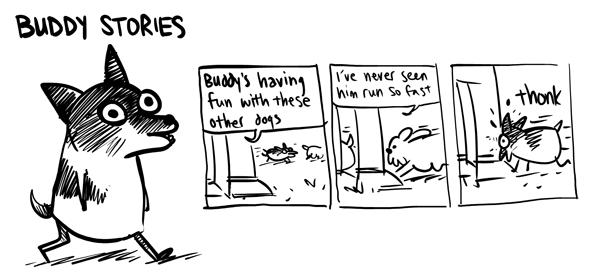 BUDDY STORIES
Buddy's having
fun with these
other dogs
I've never seen
him run so fast
thonk